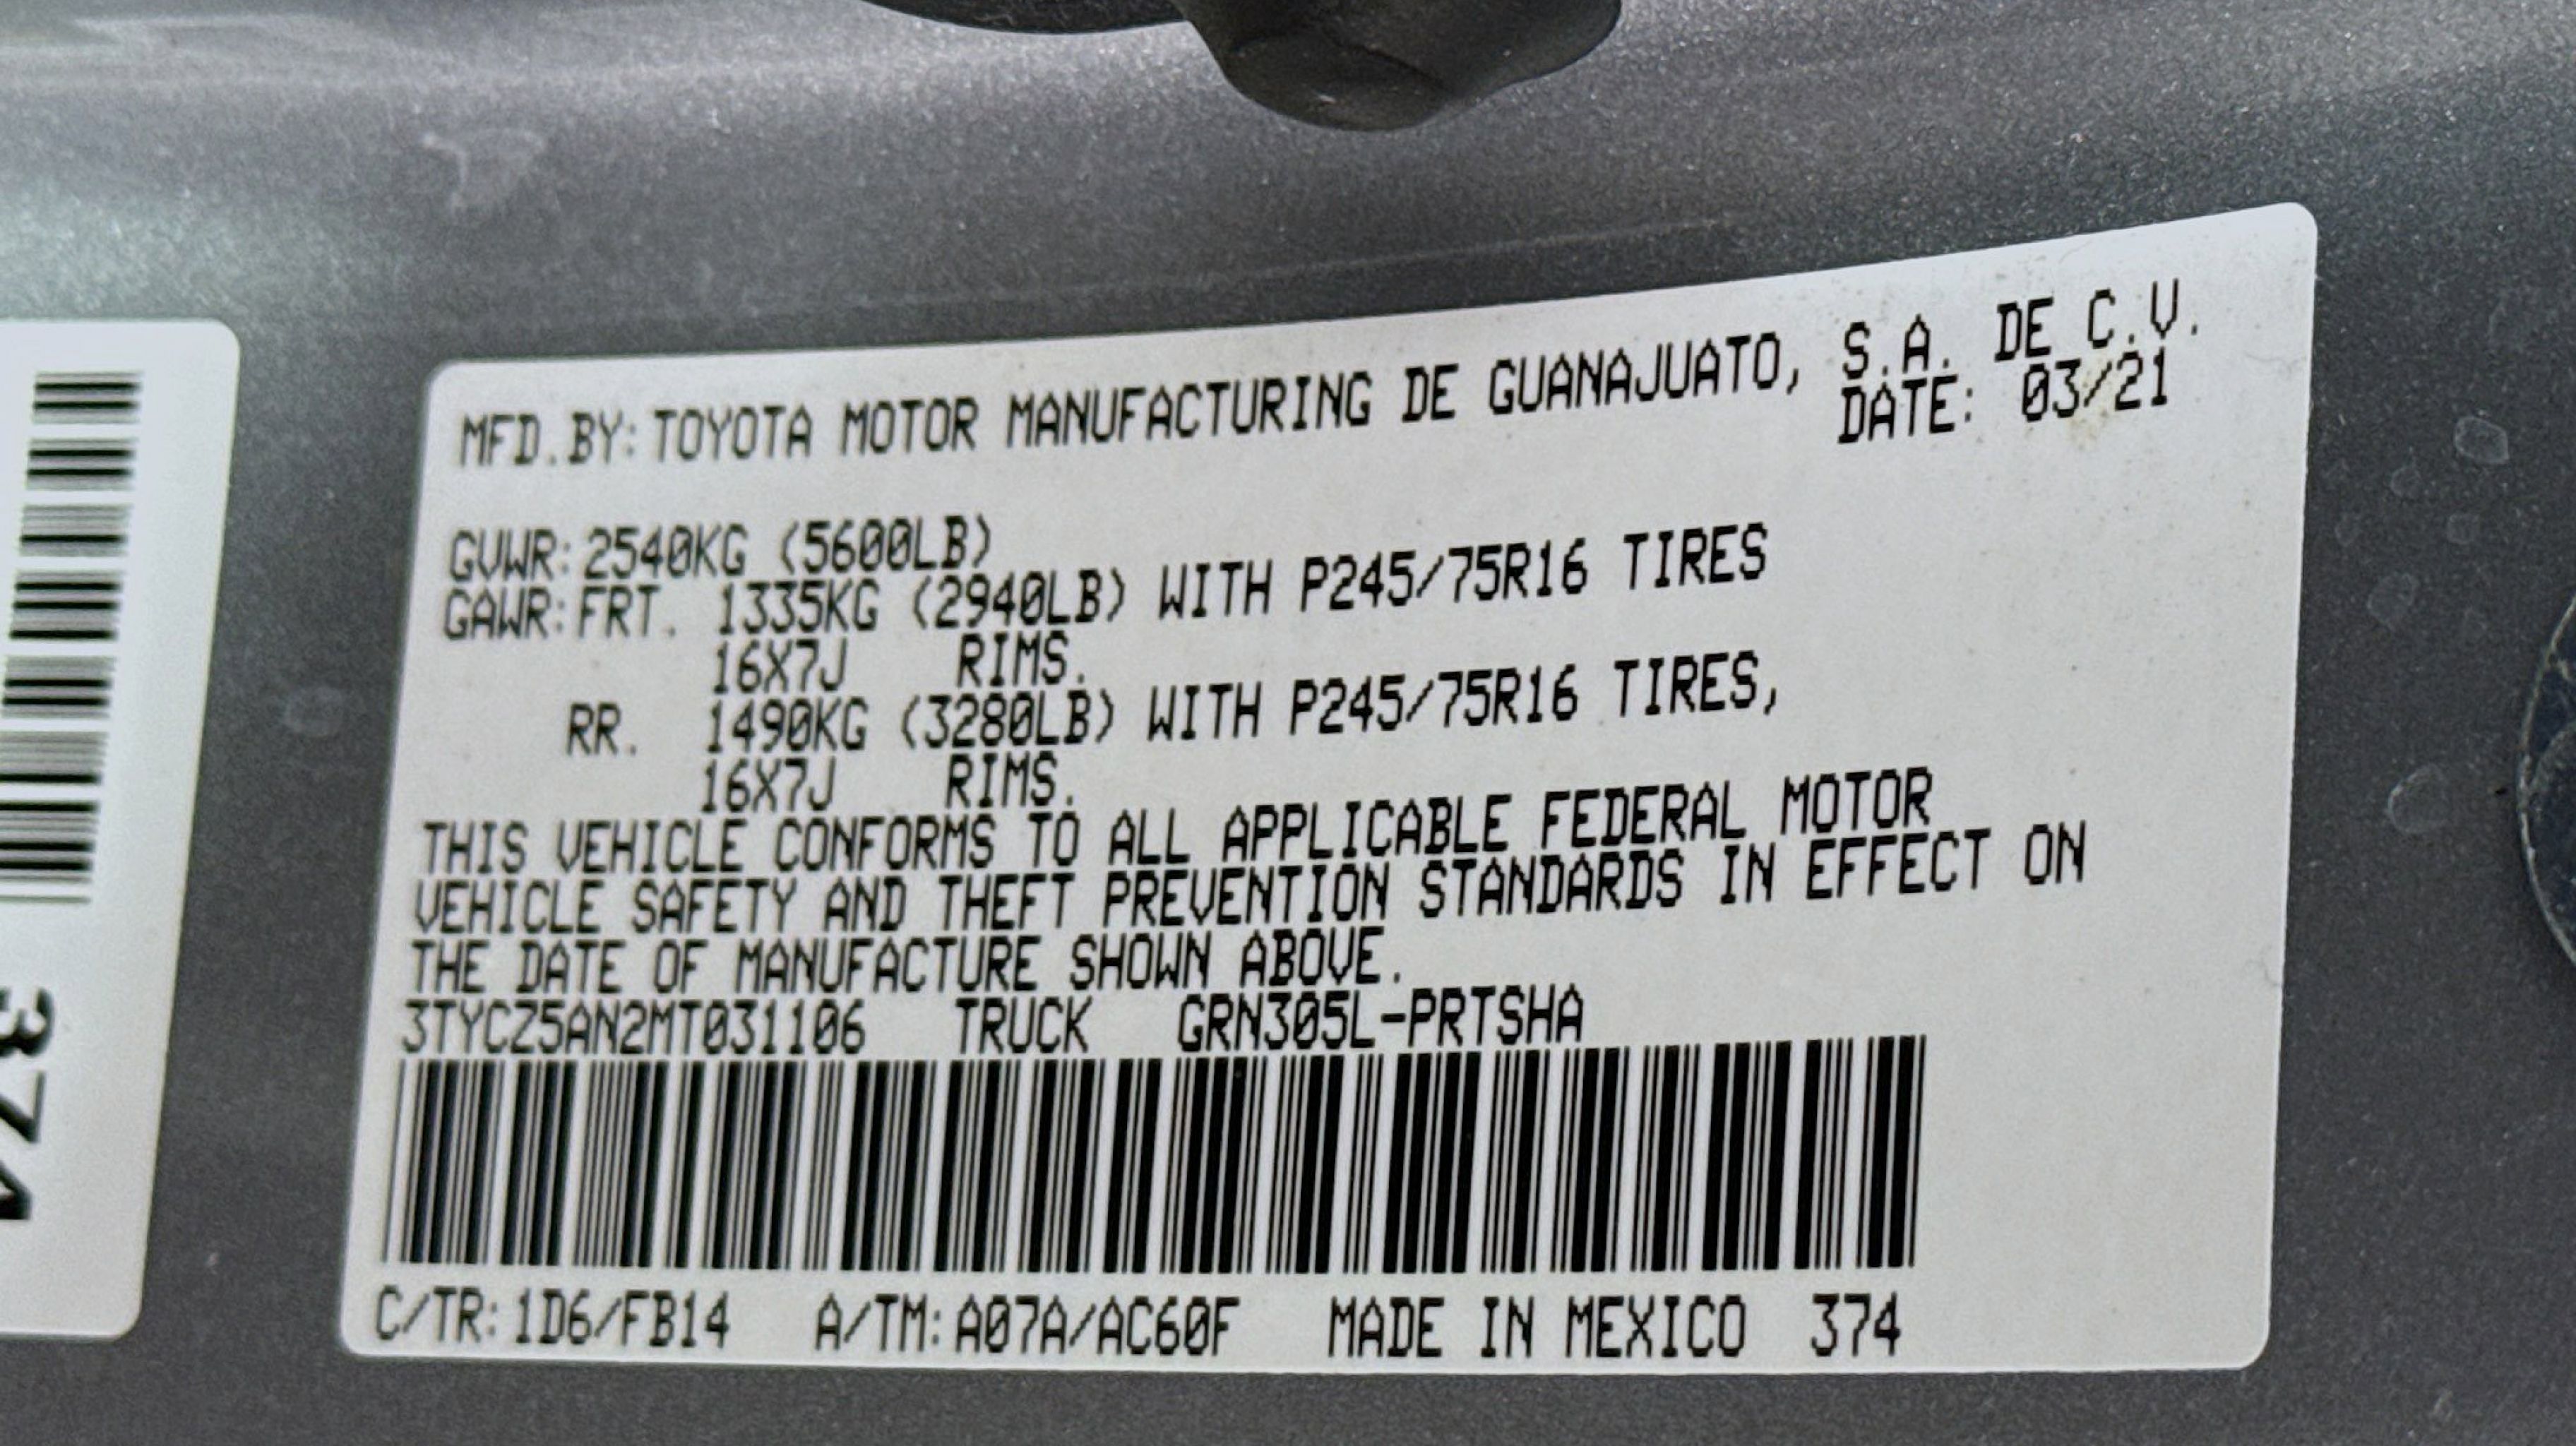 MFD.BY:TOYOTA MOTOR MANUFACTURING DE GUANAJUATO, S.A. DE C.V.
DATE: 03/21
GVWR:2540KG (5600LB)
GAWR:FRT. 1335KG (2940LB) WITH P245/75R16 TIRES
16X7J RIMS.
RR. 1490KG (3280LB) WITH P245/75R16 TIRES,
16X7J RIMS.
THIS VEHICLE CONFORMS TO ALL APPLICABLE FEDERAL MOTOR
VEHICLE SAFETY AND THEFT PREVENTION STANDARDS IN EFFECT ON
THE DATE OF MANUFACTURE SHOWN ABOVE.
3TYCZ5AN2MT031106 TRUCK GRN305L-PRTSHA
C/TR:1D6/FB14 A/TM:A07A/AC60F MADE IN MEXICO 374
374